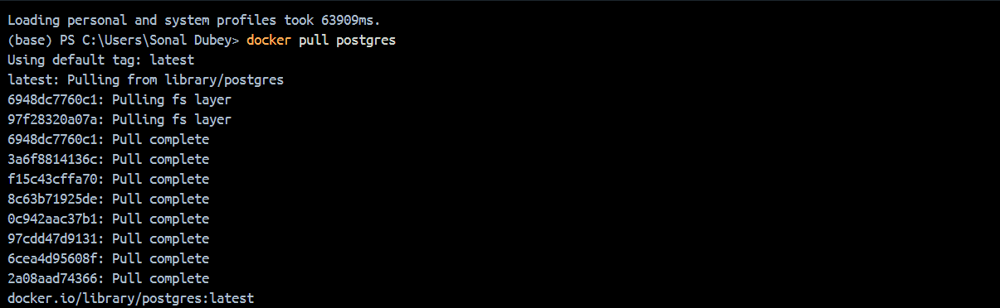 Loading personal and system profiles took 63909ms.
(base) PS C:\Users\Sonal Dubey> docker pull postgres
Using default tag: latest
latest: Pulling from library/postgres
6948dc7760c1: Pulling fs layer
97f28320a07a: Pulling fs layer
6948dc7760c1: Pull complete
3a6f8814136c: Pull complete
f15c43cffa70: Pull complete
8c63b71925de: Pull complete
0c942aac37b1: Pull complete
97cdd47d9131: Pull complete
6cea4d95608f: Pull complete
2a08aad74366: Pull complete
docker.io/library/postgres:latest